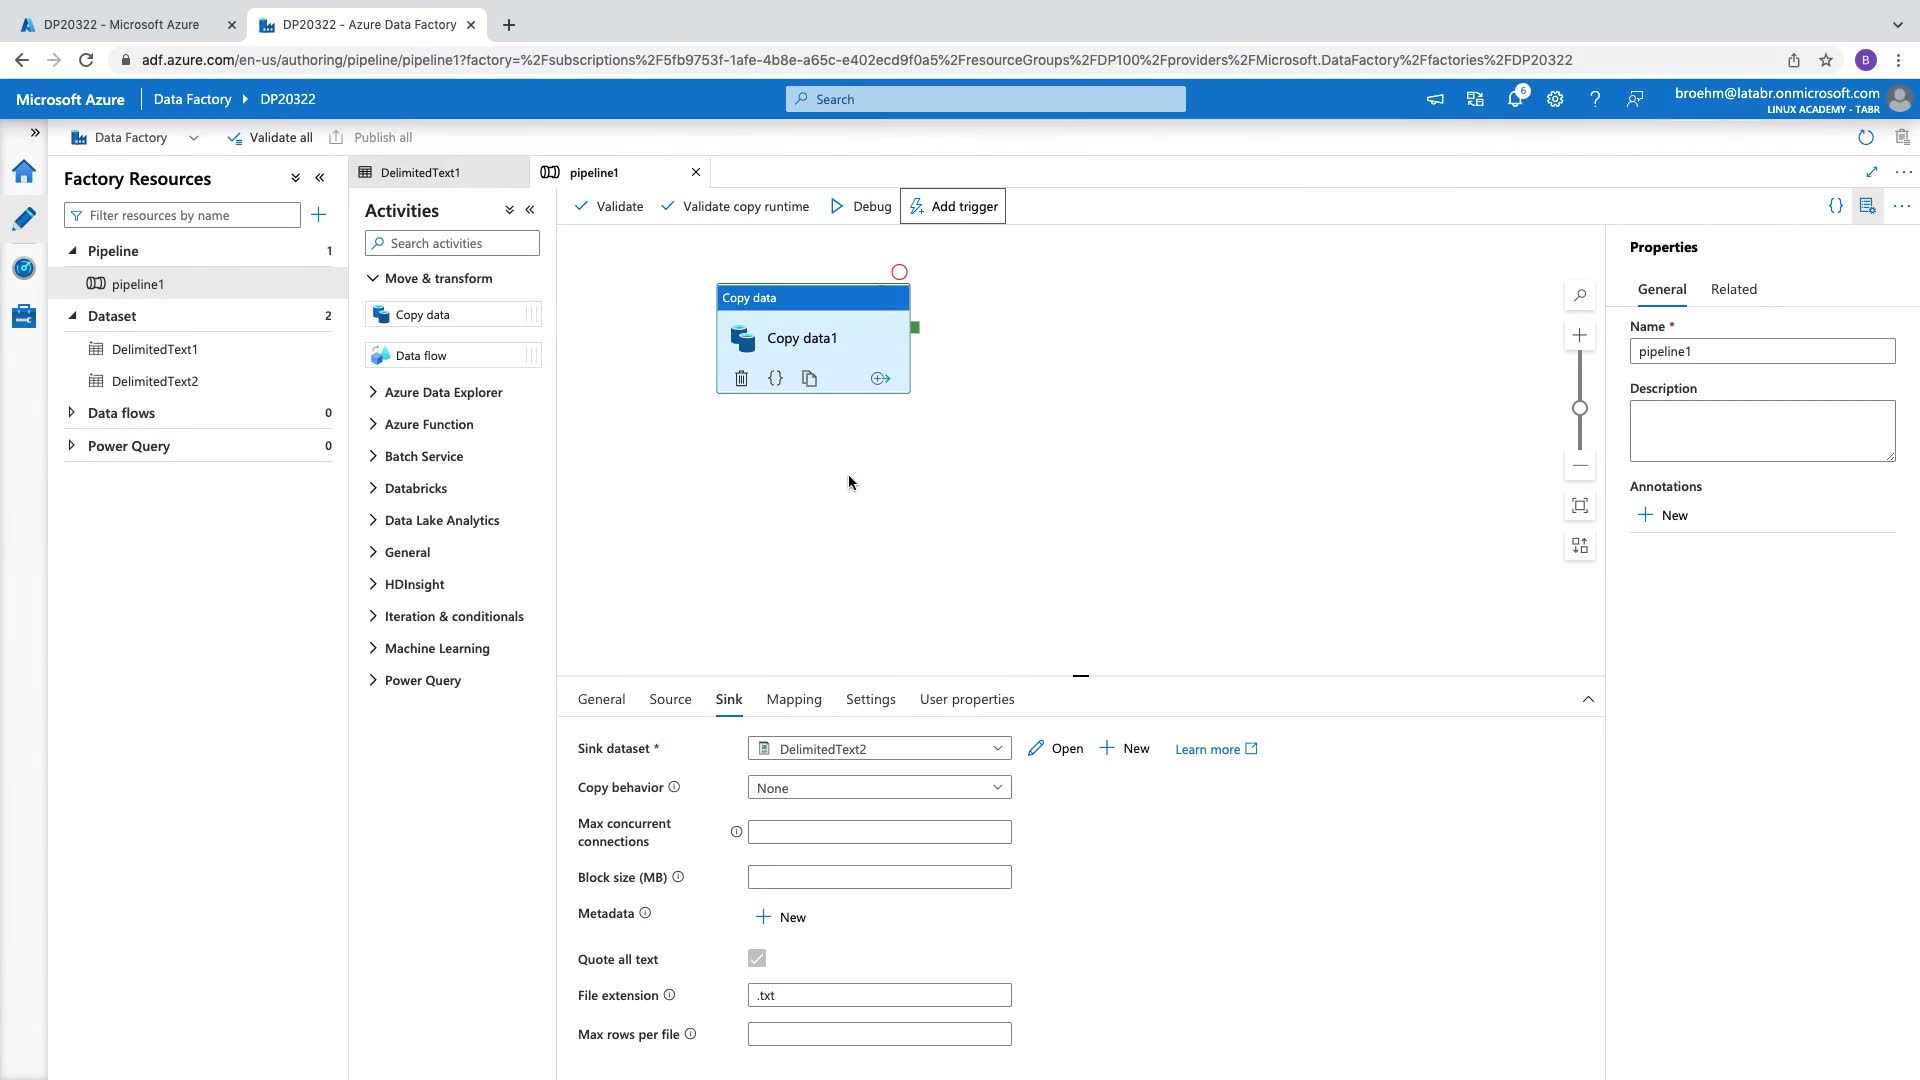 DP20322 - Microsoft Azure
DP20322 - Azure Data Factory
adf.azure.com/en-us/authoring/pipeline/pipeline1?factory=%2Fsubscriptions%2F5fb9753f-1afe-4b8e-a65c-e402ecd9f0a5%2FresourceGroups%2FDP100%2Fproviders%2FMicrosoft.DataFactory%2Ffactories%2FDP20322
B
Microsoft Azure
Data Factory
DP20322
Search
6
broehm@latabr.onmicrosoft.com
LINUX ACADEMY - TABR
Data Factory
Validate all
Publish all
Factory Resources
Filter resources by name
Pipeline 1
pipeline1
Dataset 2
DelimitedText1
DelimitedText2
Data flows 0
Power Query 0
DelimitedText1
pipeline1
Activities
Search activities
Move & transform
Copy data
Data flow
Azure Data Explorer
Azure Function
Batch Service
Databricks
Data Lake Analytics
General
HDInsight
Iteration & conditionals
Machine Learning
Power Query
Validate
Validate copy runtime
Debug
Add trigger
Copy data
Copy data1
General
Source
Sink
Mapping
Settings
User properties
Sink dataset *
DelimitedText2
Open
New
Learn more
Copy behavior
None
Max concurrent
connections
Block size (MB)
Metadata
New
Quote all text
File extension
.txt
Max rows per file
Properties
General
Related
Name *
pipeline1
Description
Annotations
New